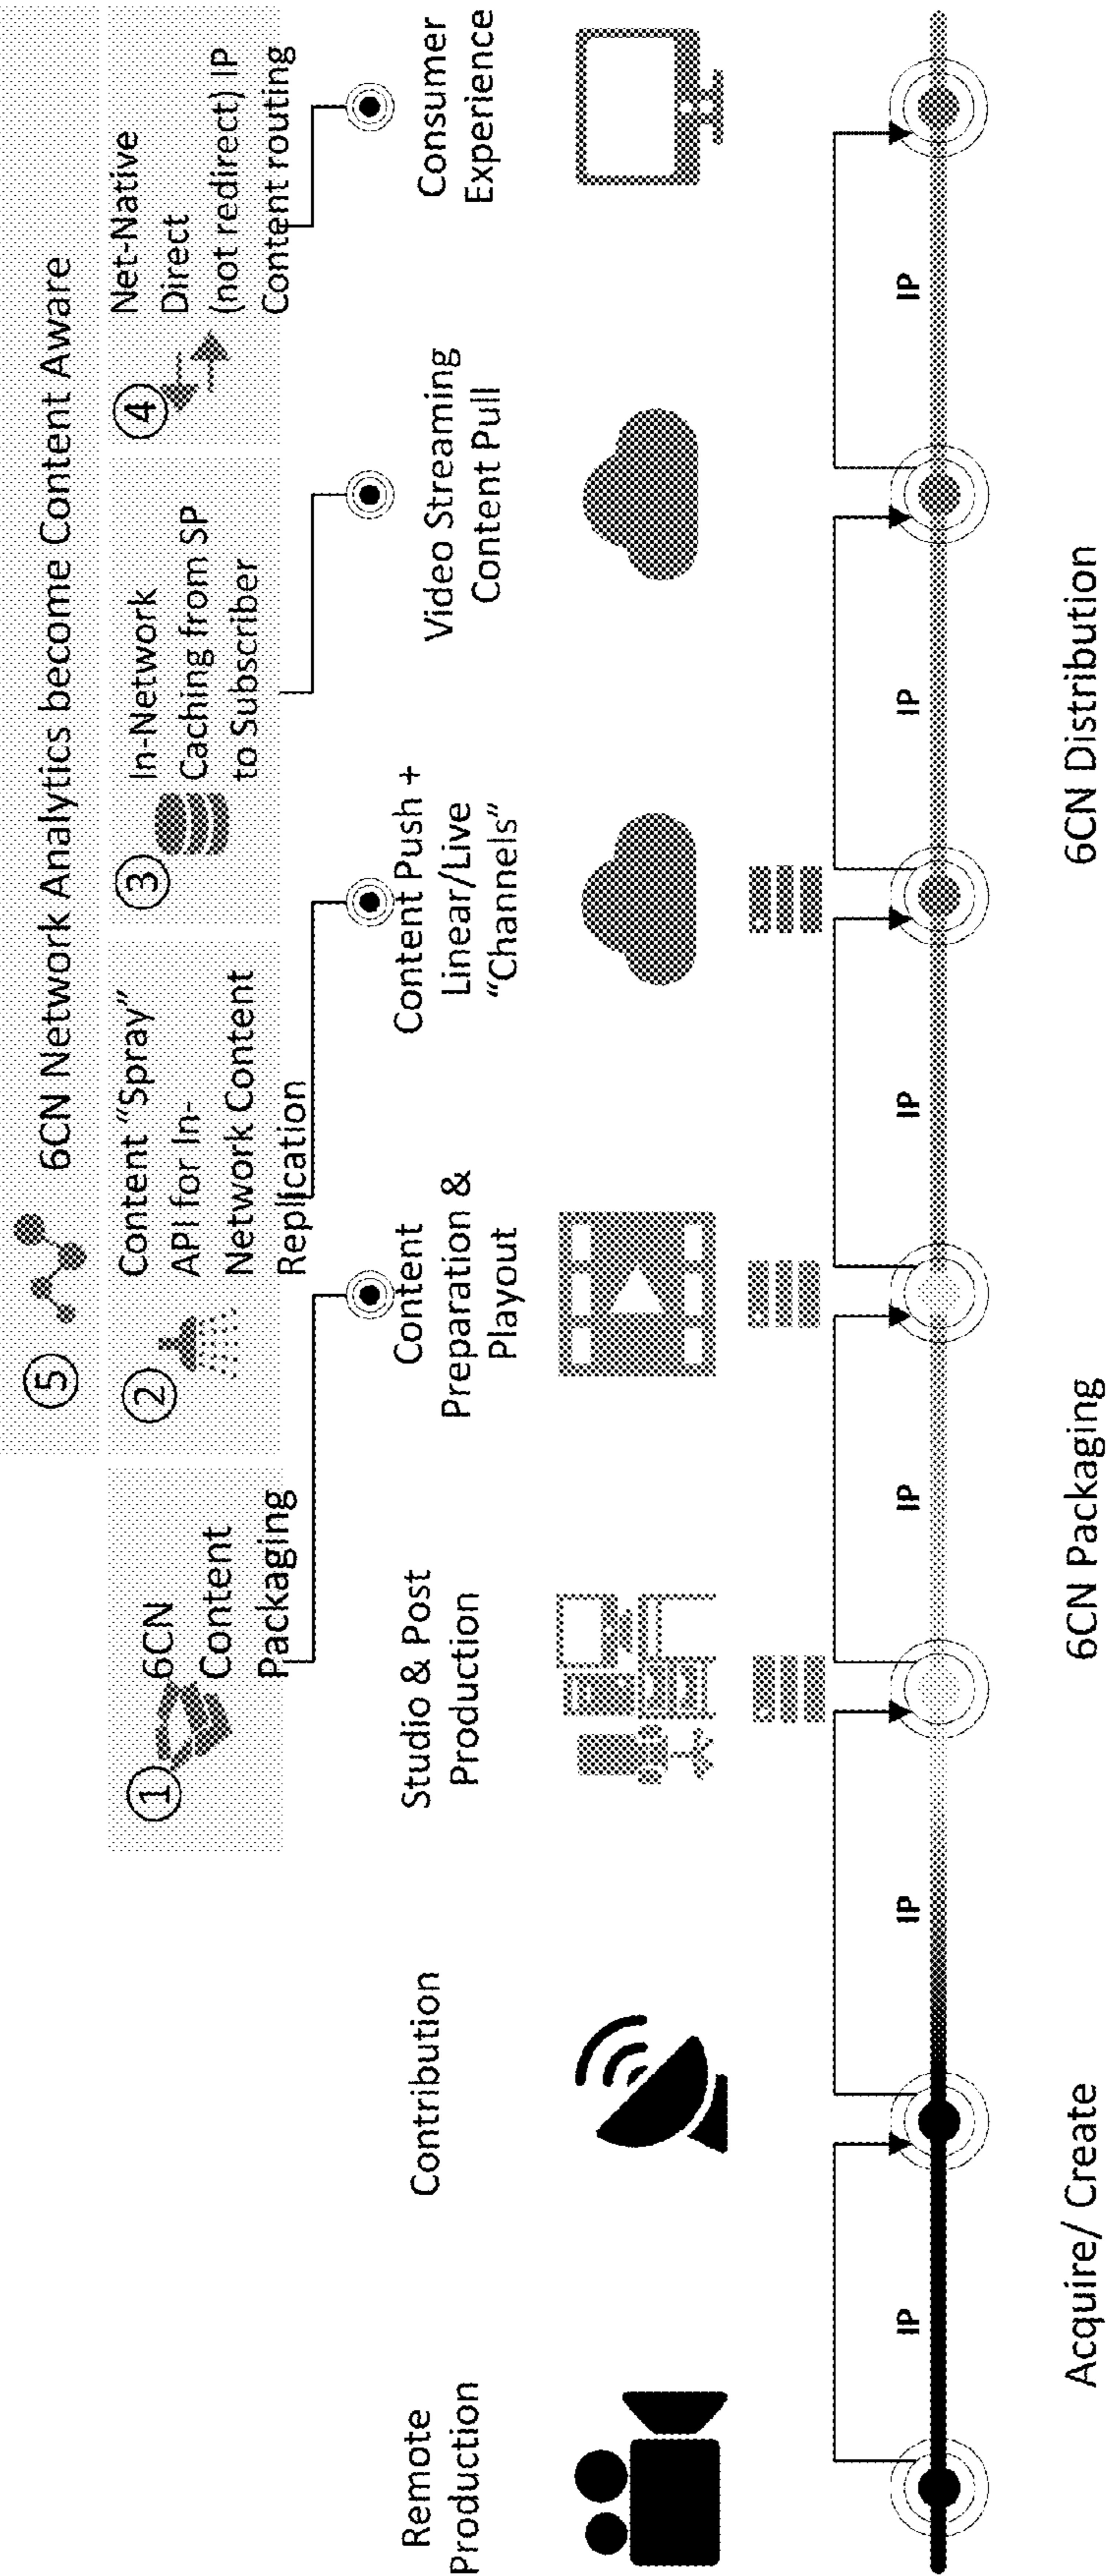 ⑤ 6CN Network Analytics become Content Aware
① 6CN
Content
Packaging
② Content “Spray”
API for In-
Network Content
Replication
③ In-Network
Caching from SP
to Subscriber
④ Net-Native
Direct
(not redirect) IP
Content routing
Remote
Production
Contribution
Studio & Post
Production
Content
Preparation &
Playout
Content Push +
Linear/Live
“Channels”
Video Streaming
Content Pull
Consumer
Experience
IP
IP
IP
IP
IP
IP
Acquire/ Create
6CN Packaging
6CN Distribution